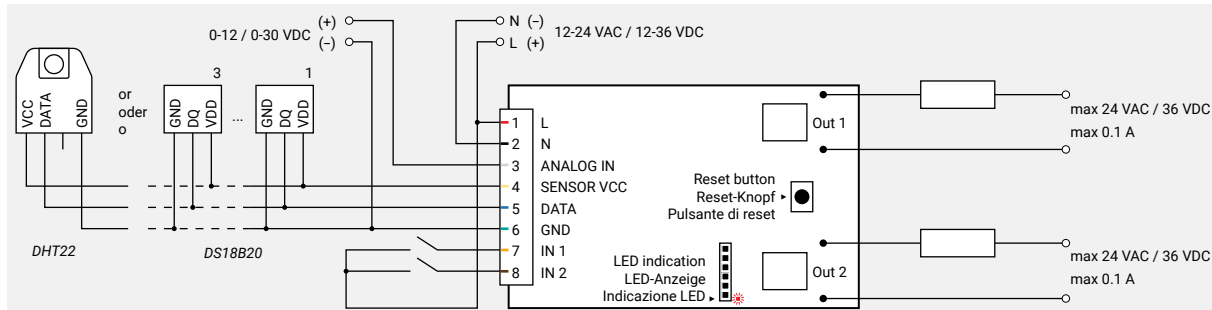 (+)
0-12 / 0-30 VDC
(–)
N (–)
12-24 VAC / 12-36 VDC
L (+)
VCC
DATA
GND
DHT22
or
oder
o
3
GND
DQ
VDD
...
1
GND
DQ
VDD
DS18B20
1 L
2 N
3 ANALOG IN
4 SENSOR VCC
5 DATA
6 GND
7 IN 1
8 IN 2
Out 1
max 24 VAC / 36 VDC
max 0.1 A
Reset button
Reset-Knopf
Pulsante di reset
LED indication
LED-Anzeige
Indicazione LED
Out 2
max 24 VAC / 36 VDC
max 0.1 A